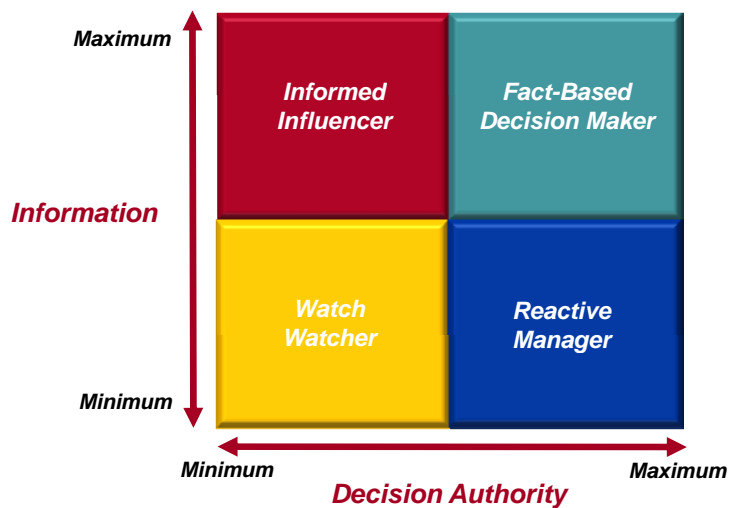 Maximum
Informed
Influencer
Fact-Based
Decision Maker
Information
Watch
Watcher
Reactive
Manager
Minimum
Minimum
Maximum
Decision Authority